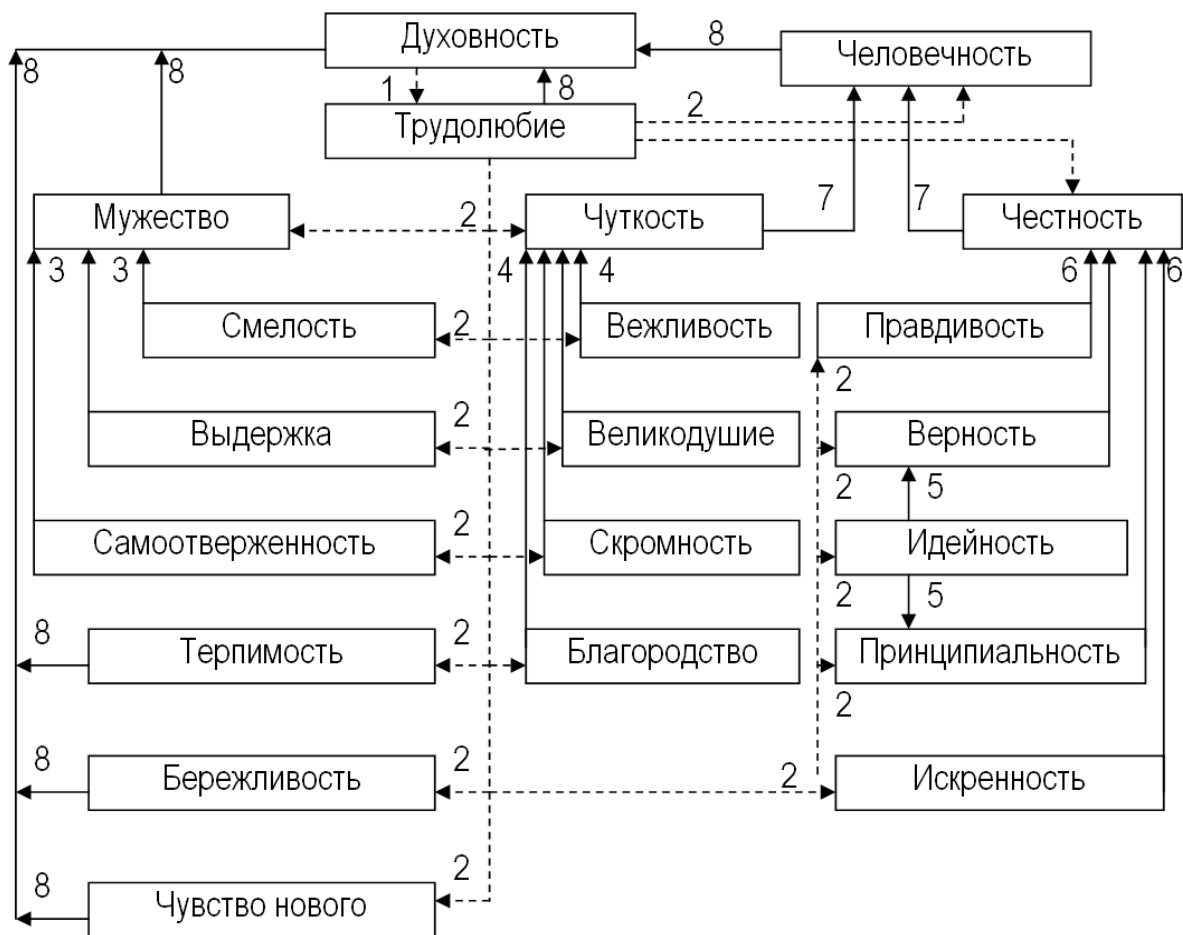 Духовность
8
Человечность
8
8
1
8
2
Трудолюбие
Мужество
2
Чуткость
7
7
Честность
3
3
4
4
6
6
Смелость
2
Вежливость
Правдивость
2
Выдержка
2
Великодушие
Верность
2
5
Самоотверженность
2
Скромность
Идейность
2
5
8
Терпимость
2
Благородство
Принципиальность
2
8
Бережливость
2
2
Искренность
8
Чувство нового
2